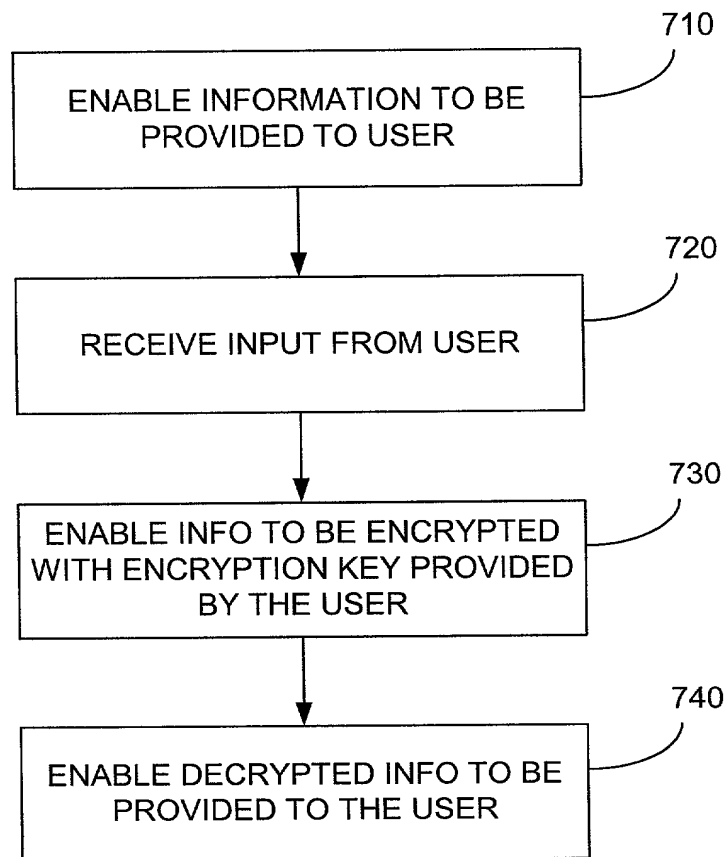 710
ENABLE INFORMATION TO BE
PROVIDED TO USER
720
RECEIVE INPUT FROM USER
730
ENABLE INFO TO BE ENCRYPTED
WITH ENCRYPTION KEY PROVIDED
BY THE USER
740
ENABLE DECRYPTED INFO TO BE
PROVIDED TO THE USER